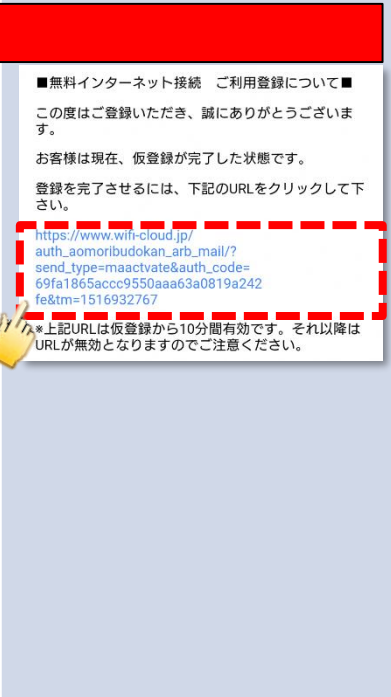 ■無料インターネット接続　ご利用登録について■
この度はご登録いただき、誠にありがとうございま
す。
お客様は現在、仮登録が完了した状態です。
登録を完了させるには、下記のURLをクリックして下
さい。
https://www.wifi-cloud.jp/
auth_aomoribudokan_arb_mail/?
send_type=maactvate&auth_code=
69fa1865accc9550aaa63a0819a242
fe&tm=1516932767
※上記URLは仮登録から10分間有効です。それ以降は
URLが無効となりますのでご注意ください。